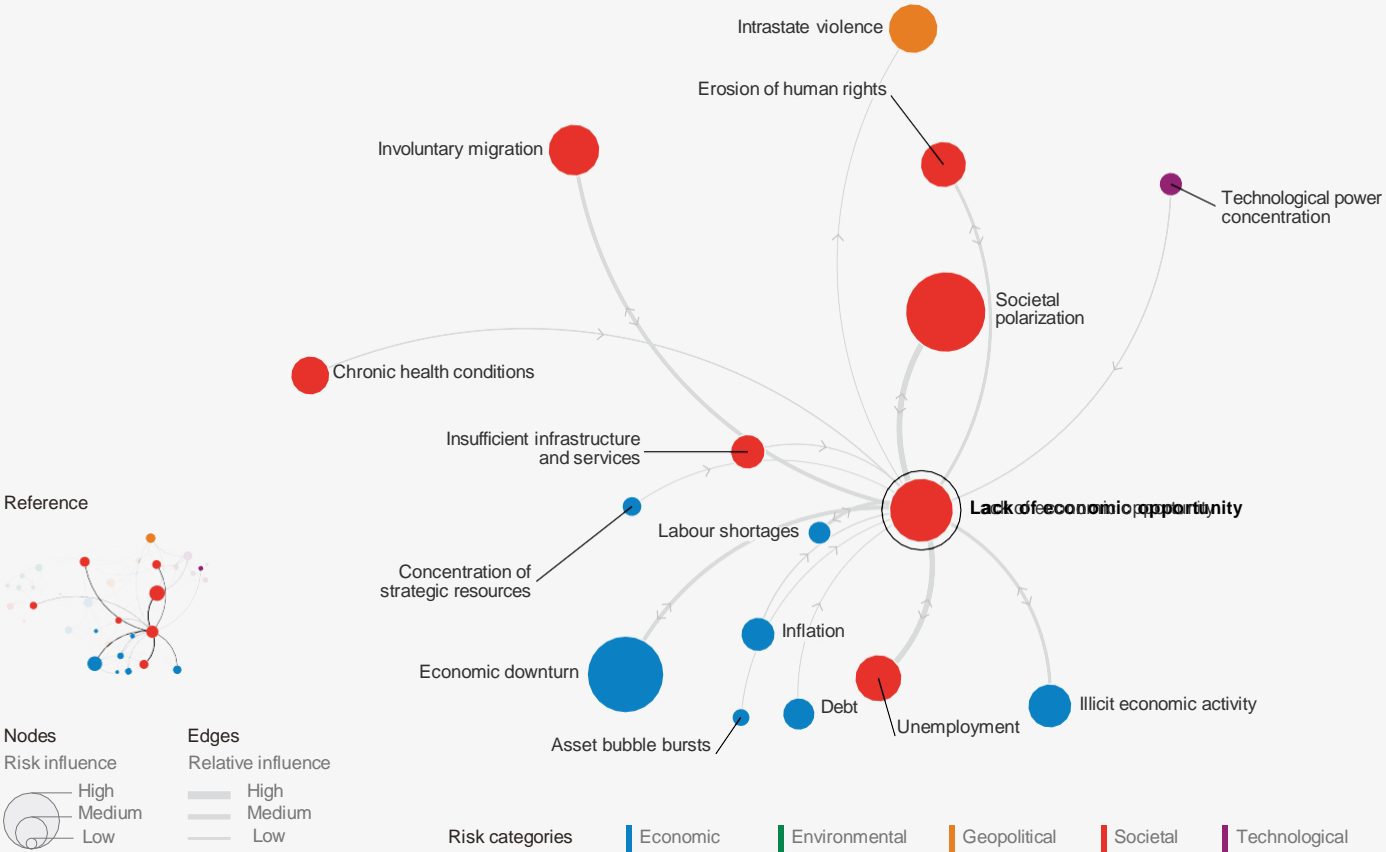 Intrastate violence
Erosion of human rights
Involuntary migration
Technological power
concentration
Societal
polarization
Chronic health conditions
Insufficient infrastructure
and services
Reference
Lack of economic opportunity
Labour shortages
Concentration of
strategic resources
Inflation
Economic downturn
Debt
Illicit economic activity
Unemployment
Asset bubble bursts
Nodes
Risk influence
High
Medium
Low
Edges
Relative influence
High
Medium
Low
Risk categories
Economic
Environmental
Geopolitical
Societal
Technological